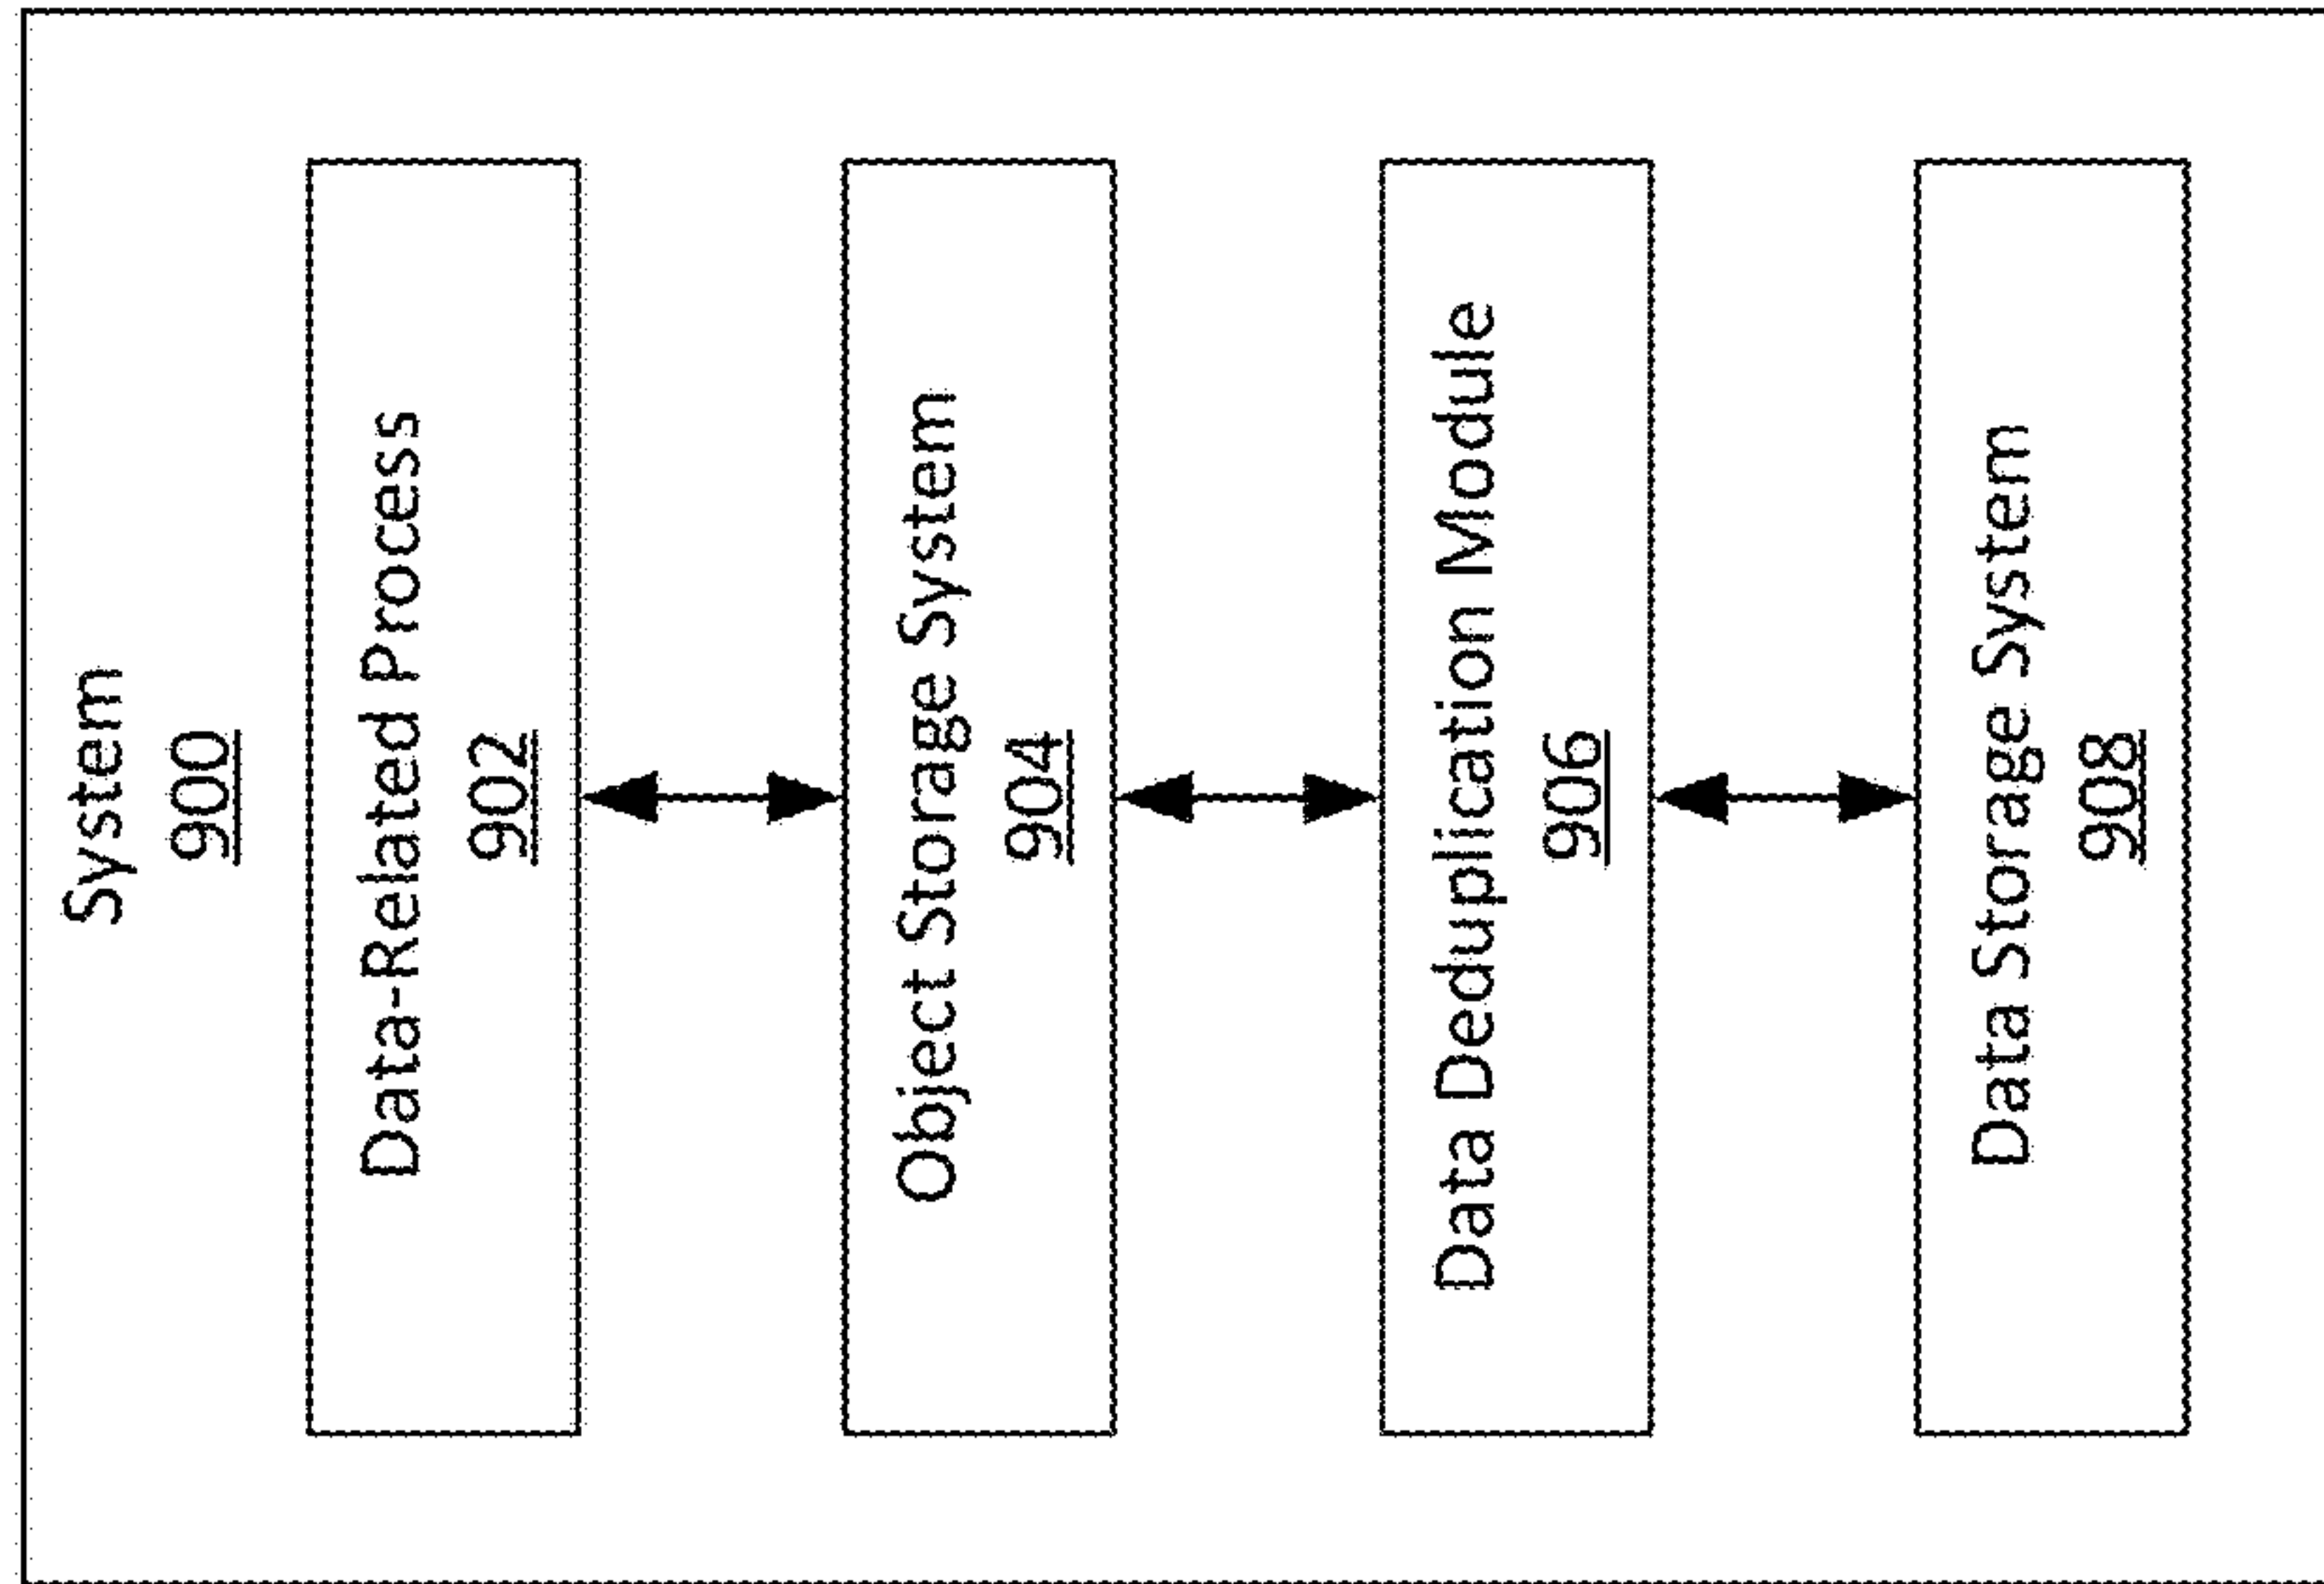 System
900
Data-Related Process
902
Object Storage System
904
Data Deduplication Module
906
Data Storage System
908